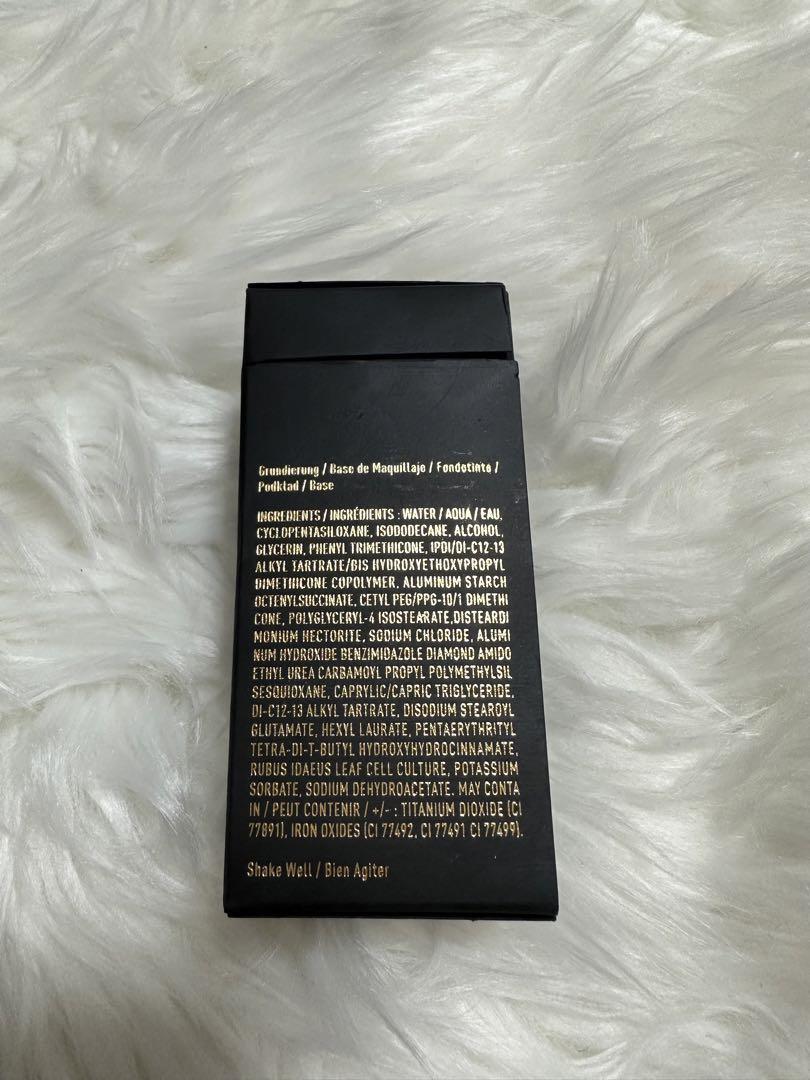 Grundierung / Base de Maquillaje / Fondotinta /
Podkład / Base
INGREDIENTS / INGRÉDIENTS : WATER / AQUA / EAU,
CYCLOPENTASILOXANE, ISODODECANE, ALCOHOL,
GLYCERIN, PHENYL TRIMETHICONE, IPDI/DI-C12-13
ALKYL TARTRATE/BIS HYDROXYETHOXYPROPYL
DIMETHICONE COPOLYMER, ALUMINUM STARCH
OCTENYLSUCCINATE, CETYL PEG/PPG-10/1 DIMETHI
CONE, POLYGLYCERYL-4 ISOSTEARATE,DISTEARDI
MONIUM HECTORITE, SODIUM CHLORIDE, ALUMI
NUM HYDROXIDE BENZIMIDAZOLE DIAMOND AMIDO
ETHYL UREA CARBAMOYL PROPYL POLYMETHYLSIL
SESQUIOXANE, CAPRYLIC/CAPRIC TRIGLYCERIDE,
DI-C12-13 ALKYL TARTRATE, DISODIUM STEAROYL
GLUTAMATE, HEXYL LAURATE, PENTAERYTHRITYL
TETRA-DI-T-BUTYL HYDROXYHYDROCINNAMATE,
RUBUS IDAEUS LEAF CELL CULTURE, POTASSIUM
SORBATE, SODIUM DEHYDROACETATE. MAY CONTA
IN / PEUT CONTENIR / +/- : TITANIUM DIOXIDE (CI
77891), IRON OXIDES (CI 77492, CI 77491 CI 77499).
Shake Well / Bien Agiter